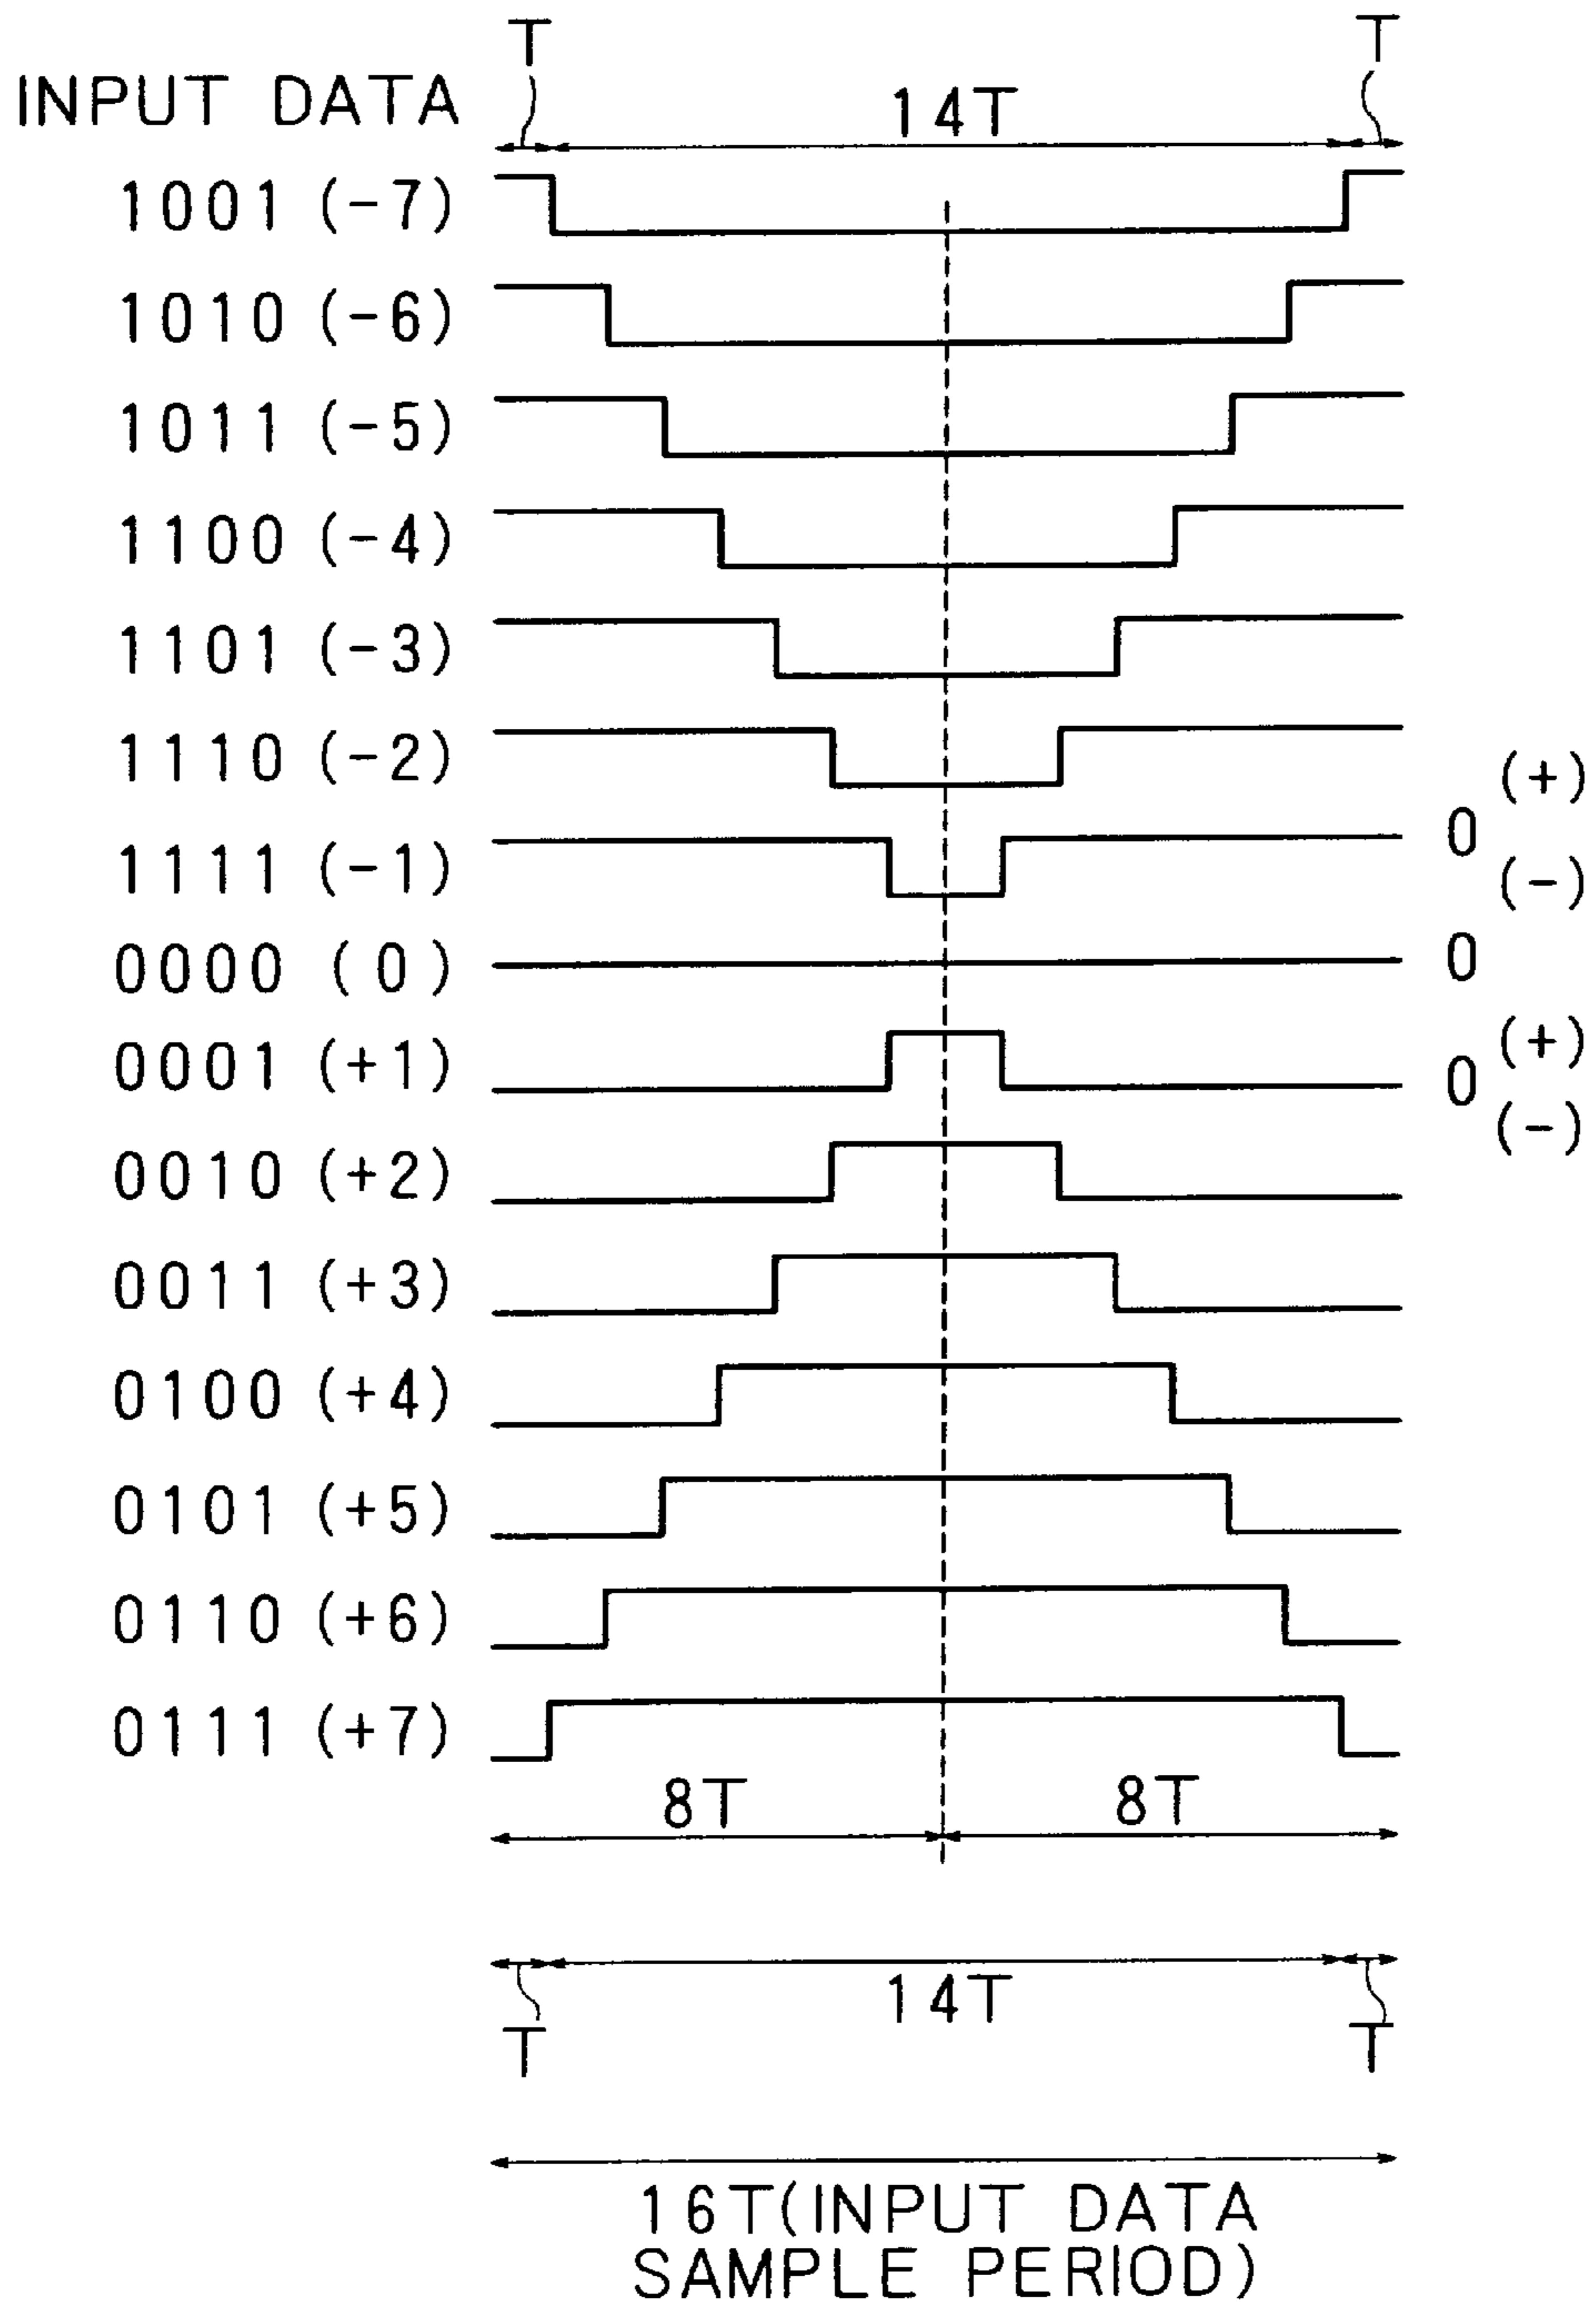 T T
INPUT DATA 14T
1001 (-7)
1010 (-6)
1011 (-5)
1100 (-4)
1101 (-3)
1110 (-2)
(+)
0
1111 (-1)
(-)
0000 (0) 0
(+)
0001 (+1) 0
(-)
0010 (+2)
0011 (+3)
0100 (+4)
0101 (+5)
0110 (+6)
0111 (+7)
8T 8T
14T
T T
16T(INPUT DATA
SAMPLE PERIOD)